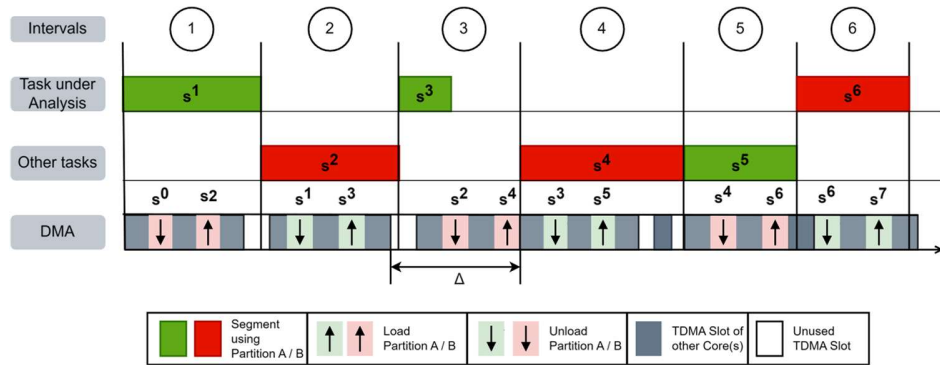 Intervals
1 2 3 4 5 6
Task under
Analysis
s1 s3 s6
Other tasks
s2 s4 s5
s0 s2 s1 s3 s2 s4 s3 s5 s4 s6 s6 s7
DMA
Δ
Segment
using
Partition A / B
Load
Partition A / B
Unload
Partition A / B
TDMA Slot of
other Core(s)
Unused
TDMA Slot